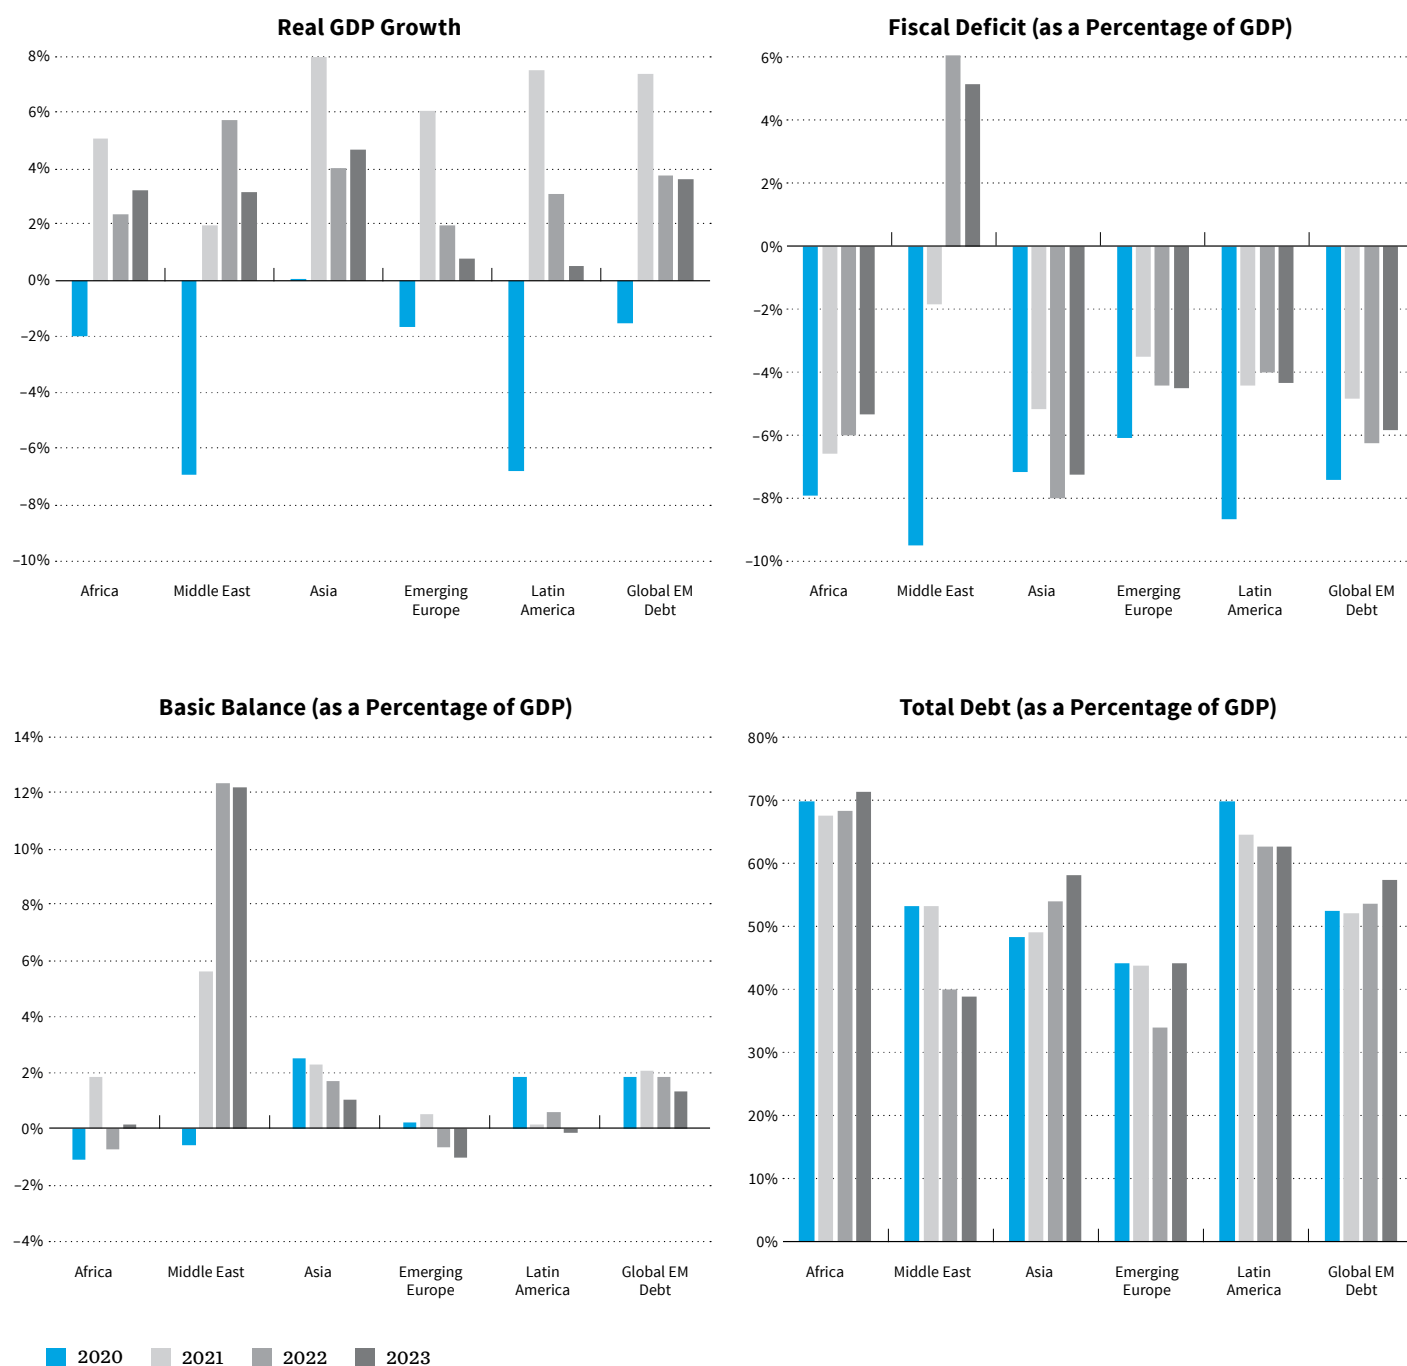 Real GDP Growth
8%
6%
4%
2%
0%
–2%
–4%
–6%
–8%
–10%
Africa
Middle East
Asia
Emerging
Europe
Latin
America
Global EM
Debt
Fiscal Deficit (as a Percentage of GDP)
6%
4%
2%
0%
–2%
–4%
–6%
–8%
–10%
Africa
Middle East
Asia
Emerging
Europe
Latin
America
Global EM
Debt
Basic Balance (as a Percentage of GDP)
14%
12%
10%
8%
6%
4%
2%
0%
–2%
–4%
Africa
Middle East
Asia
Emerging
Europe
Latin
America
Global EM
Debt
Total Debt (as a Percentage of GDP)
80%
70%
60%
50%
40%
30%
20%
10%
0%
Africa
Middle East
Asia
Emerging
Europe
Latin
America
Global EM
Debt
2020 2021 2022 2023